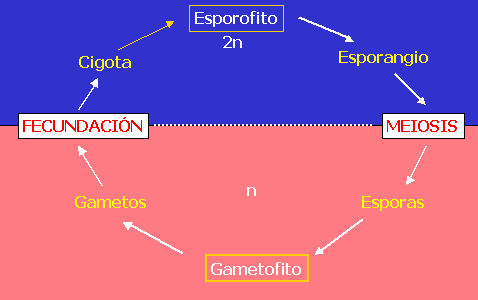 Esporofito
2n
Cigota
Esporangio
FECUNDACIÓN
MEIOSIS
Gametos
n
Esporas
Gametofito